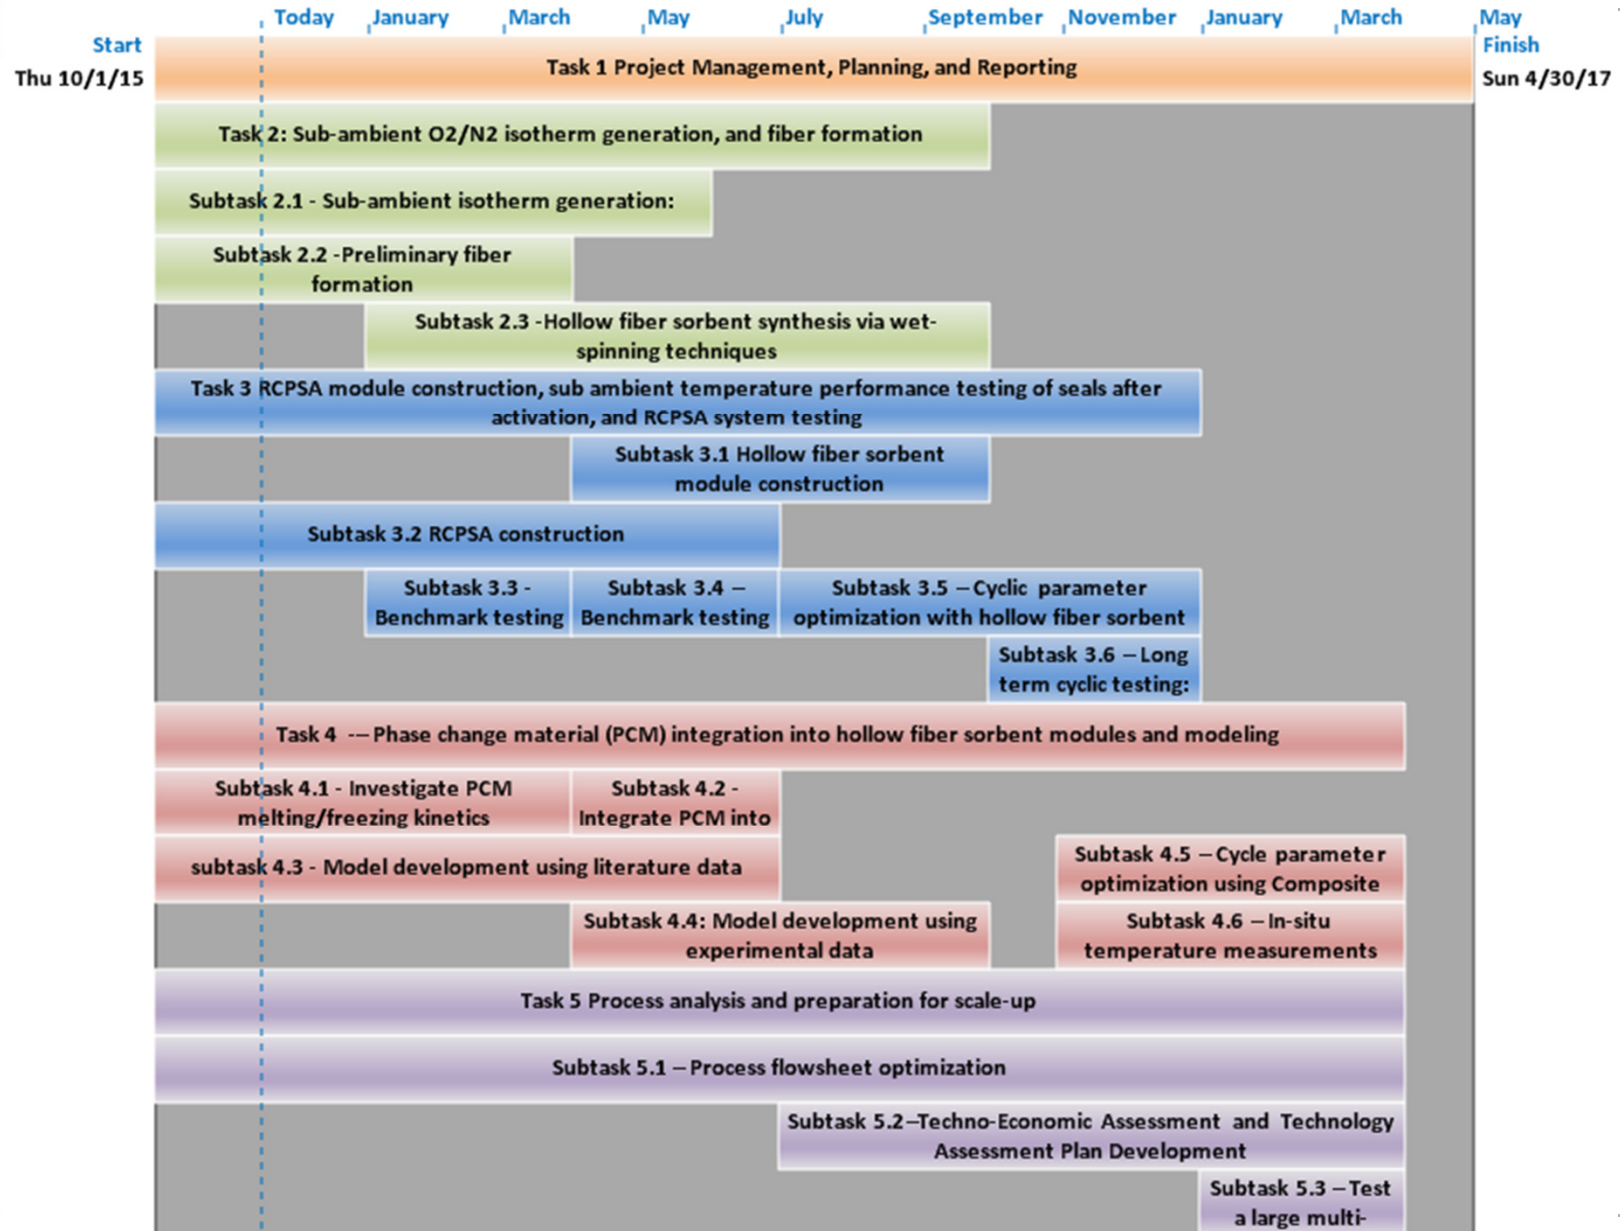 Today January March May July September November January March May
Start
Finish
Thu 10/1/15
Sun 4/30/17
Task 1 Project Management, Planning, and Reporting
Task 2: Sub-ambient O2/N2 isotherm generation, and fiber formation
Subtask 2.1 - Sub-ambient isotherm generation:
Subtask 2.2 -Preliminary fiber
formation
Subtask 2.3 -Hollow fiber sorbent synthesis via wet-
spinning techniques
Task 3 RCPSA module construction, sub ambient temperature performance testing of seals after
activation, and RCPSA system testing
Subtask 3.1 Hollow fiber sorbent
module construction
Subtask 3.2 RCPSA construction
Subtask 3.3 -
Benchmark testing
Subtask 3.4 –
Benchmark testing
Subtask 3.5 – Cyclic parameter
optimization with hollow fiber sorbent
Subtask 3.6 – Long
term cyclic testing:
Task 4 -–– Phase change material (PCM) integration into hollow fiber sorbent modules and modeling
Subtask 4.1 - Investigate PCM
melting/freezing kinetics
Subtask 4.2 -
Integrate PCM into
subtask 4.3 - Model development using literature data
Subtask 4.5 – Cycle parameter
optimization using Composite
Subtask 4.4: Model development using
experimental data
Subtask 4.6 – In-situ
temperature measurements
Task 5 Process analysis and preparation for scale-up
Subtask 5.1 – Process flowsheet optimization
Subtask 5.2–Techno-Economic Assessment and Technology
Assessment Plan Development
Subtask 5.3 – Test
a large multi-